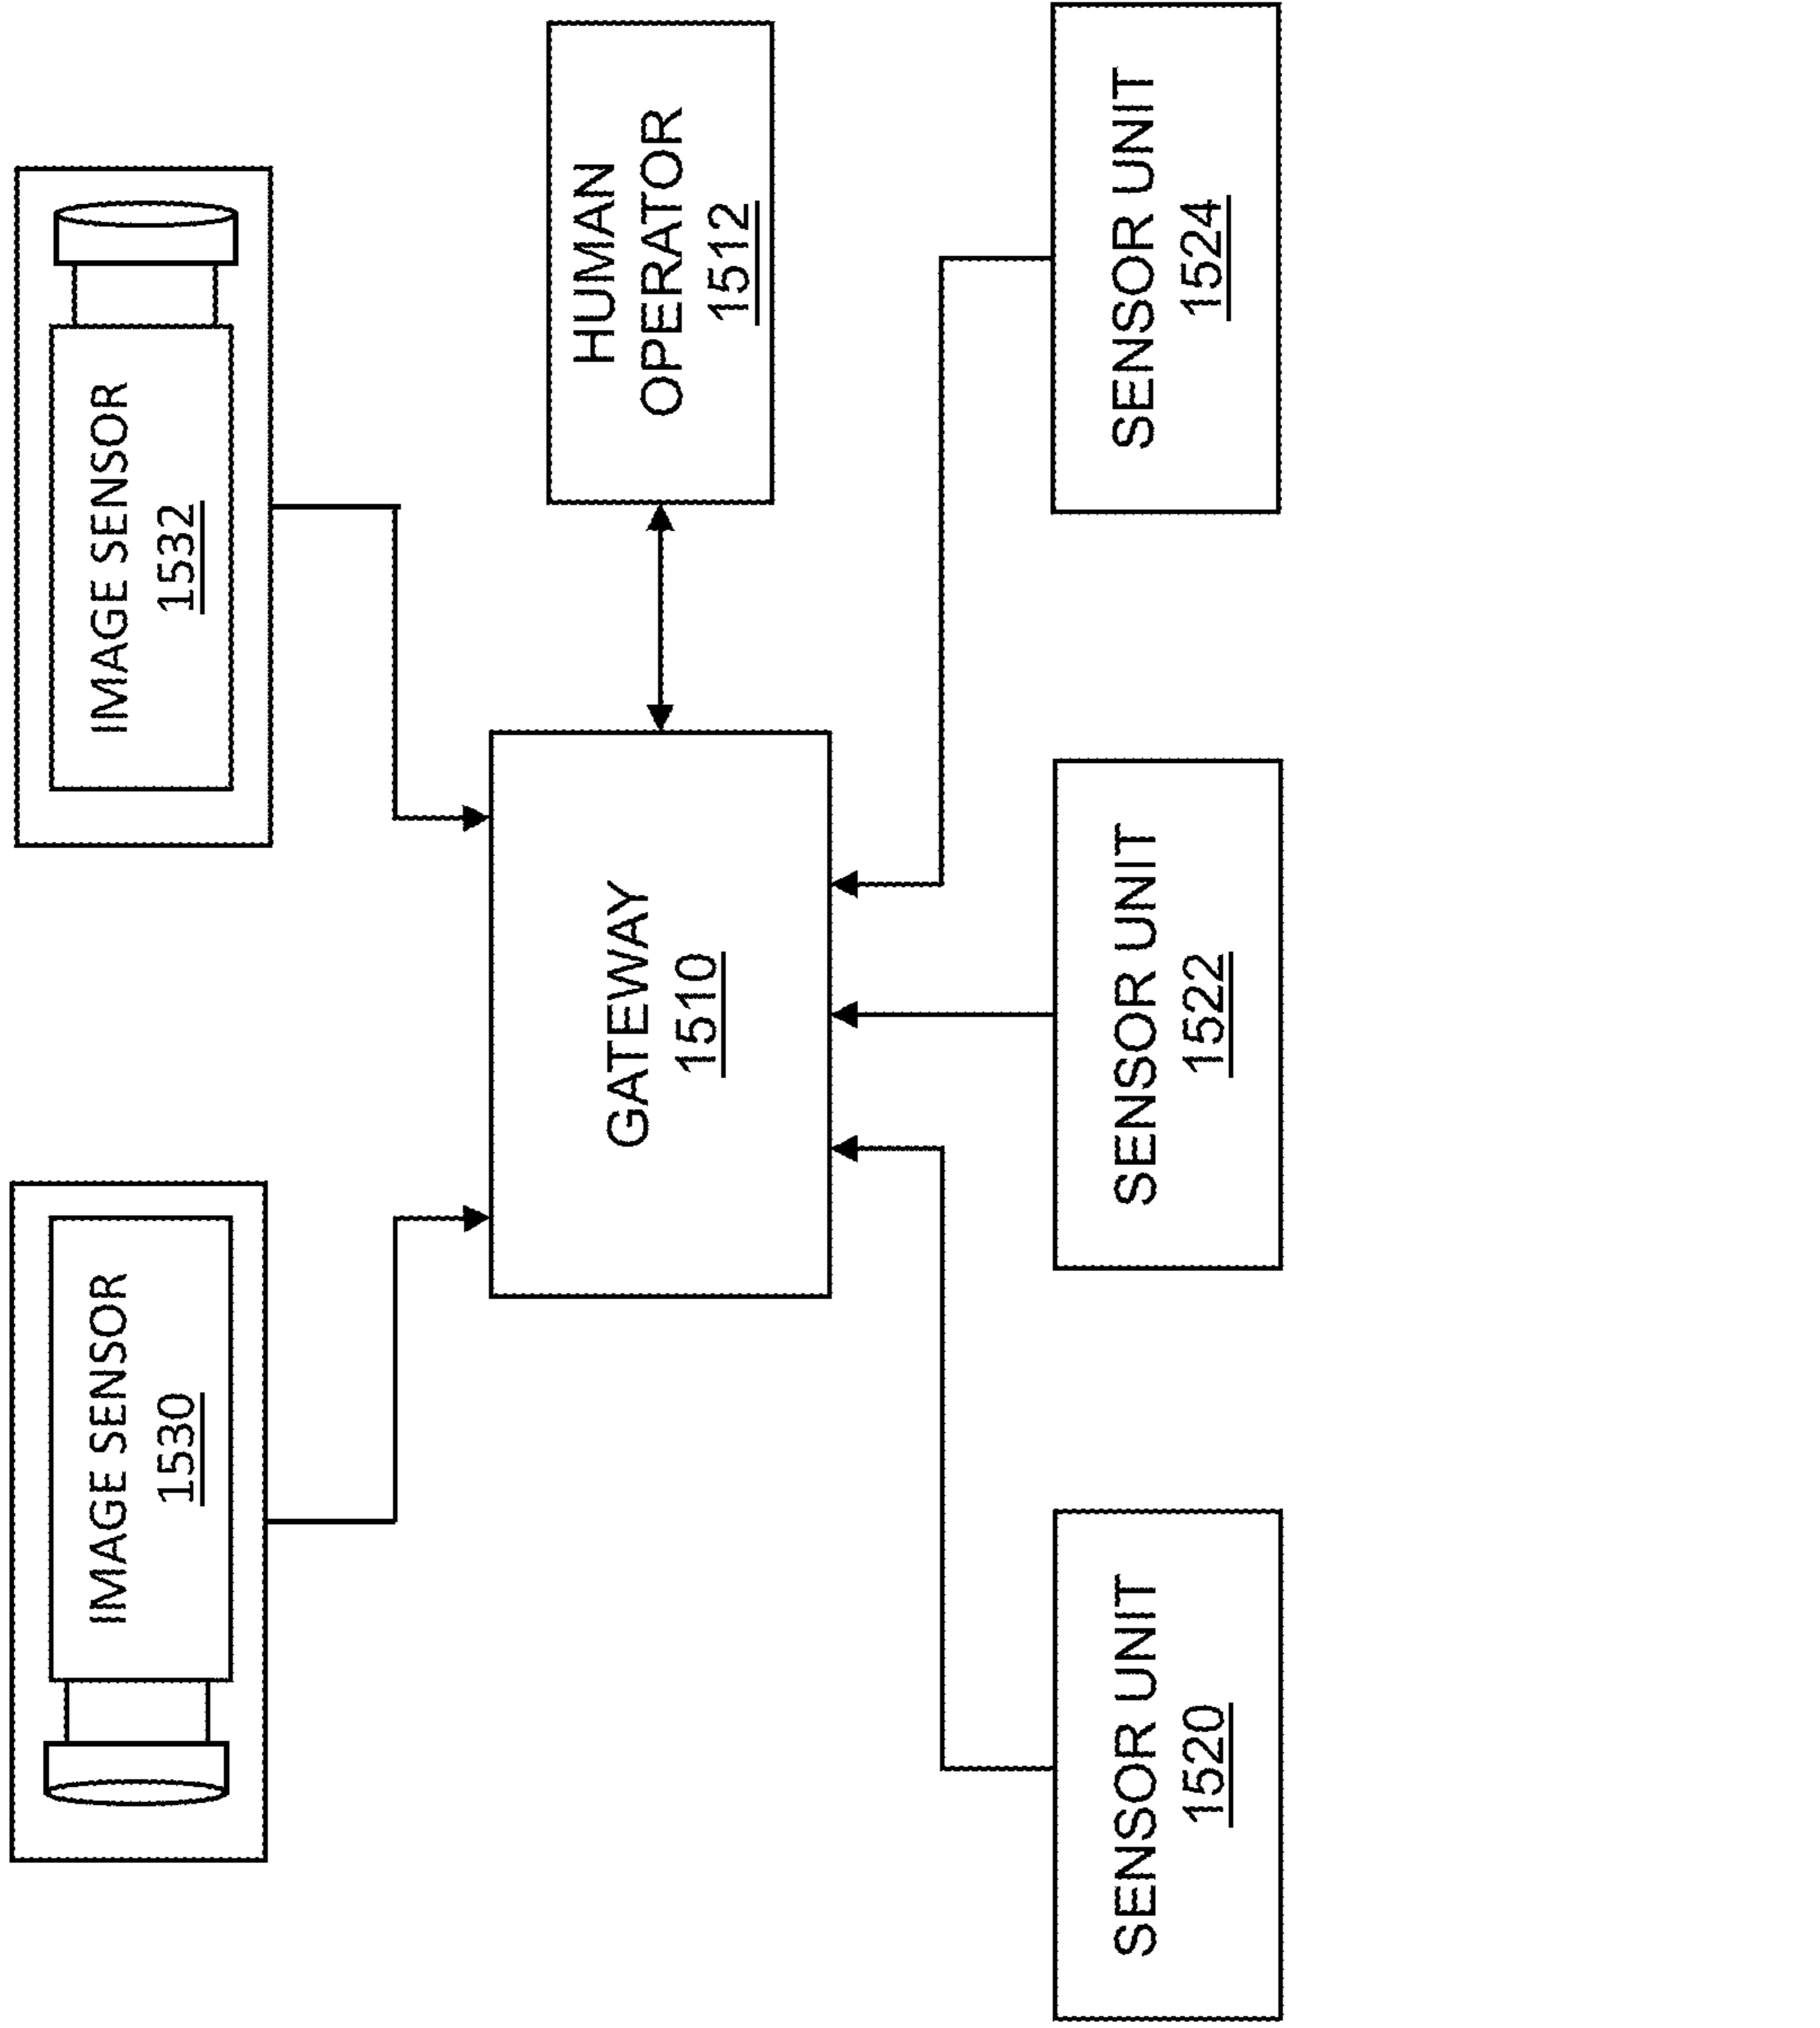 IMAGE SENSOR
1530
IMAGE SENSOR
1532
GATEWAY
1510
HUMAN
OPERATOR
1512
SENSOR UNIT
1520
SENSOR UNIT
1522
SENSOR UNIT
1524